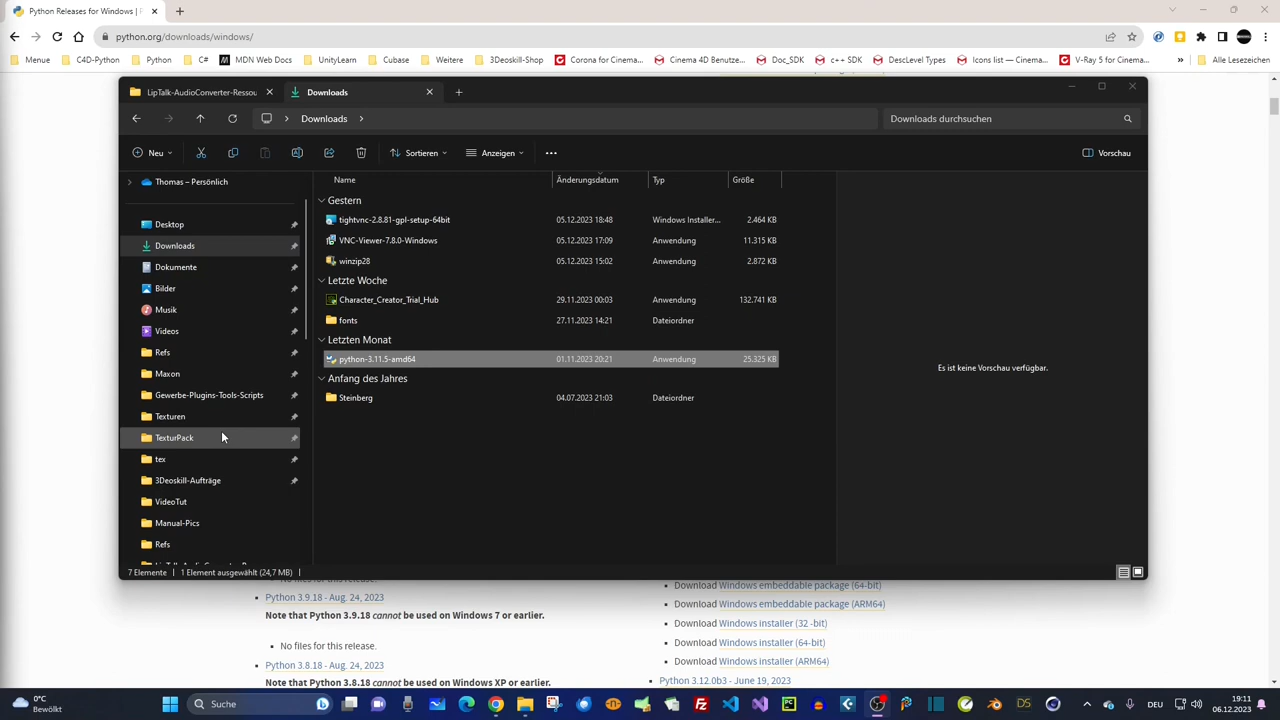 Python Releases for Windows | P
python.org/downloads/windows/
Menue C4D-Python Python C# MDN Web Docs UnityLearn Cubase Weitere 3Deoskill-Shop Corona for Cinema... Cinema 4D Benutze... Doc_SDK c++ SDK DescLevel Types Icons list — Cinema... V-Ray 5 for Cinema... » Alle Lesezeichen
LipTalk-AudioConverter-Ressou Downloads
Downloads Downloads durchsuchen
Neu Sortieren Anzeigen ... Vorschau
Name Änderungsdatum Typ Größe
Thomas – Persönlich
Desktop
Downloads
Dokumente
Bilder
Musik
Videos
Refs
Maxon
Gewerbe-Plugins-Tools-Scripts
Texturen
TexturPack
tex
3Deoskill-Aufträge
VideoTut
Manual-Pics
Refs
Gestern
tightvnc-2.8.81-gpl-setup-64bit 05.12.2023 18:48 Windows Installer... 2.464 KB
VNC-Viewer-7.8.0-Windows 05.12.2023 17:09 Anwendung 11.315 KB
winzip28 05.12.2023 15:02 Anwendung 2.872 KB
Letzte Woche
Character_Creator_Trial_Hub 29.11.2023 00:03 Anwendung 132.741 KB
fonts 27.11.2023 14:21 Dateiordner
Letzten Monat
python-3.11.5-amd64 01.11.2023 20:21 Anwendung 25.325 KB
Anfang des Jahres
Steinberg 04.07.2023 21:03 Dateiordner
Es ist keine Vorschau verfügbar.
7 Elemente 1 Element ausgewählt (24,7 MB)
No files for this release.
Python 3.9.18 - Aug. 24, 2023
Note that Python 3.9.18 cannot be used on Windows 7 or earlier.
No files for this release.
Python 3.8.18 - Aug. 24, 2023
Note that Python 3.8.18 cannot be used on Windows XP or earlier.
Download Windows embeddable package (64-bit)
Download Windows embeddable package (ARM64)
Download Windows installer (32 -bit)
Download Windows installer (64-bit)
Download Windows installer (ARM64)
Python 3.12.0b3 - June 19, 2023
0°C
Bewölkt
Suche
DEU
19:11
06.12.2023